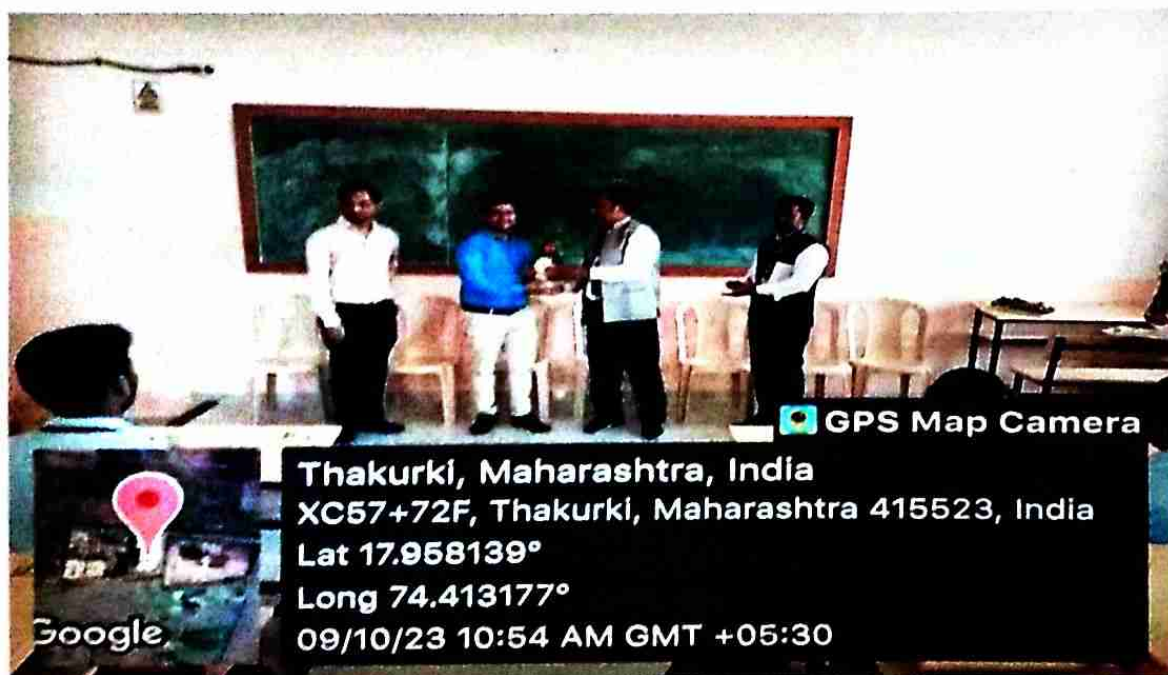 GPS Map Camera
Thakurki, Maharashtra, India
XC57+72F, Thakurki, Maharashtra 415523, India
Lat 17.958139°
Long 74.413177°
09/10/23 10:54 AM GMT +05:30
Google